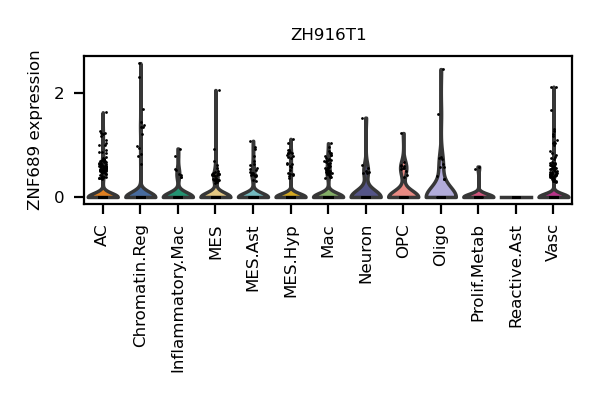 ZH916T1
ZNF689 expression
2
0
AC
Chromatin.Reg
Inflammatory.Mac
MES
MES.Ast
MES.Hyp
Mac
Neuron
OPC
Oligo
Prolif.Metab
Reactive.Ast
Vasc